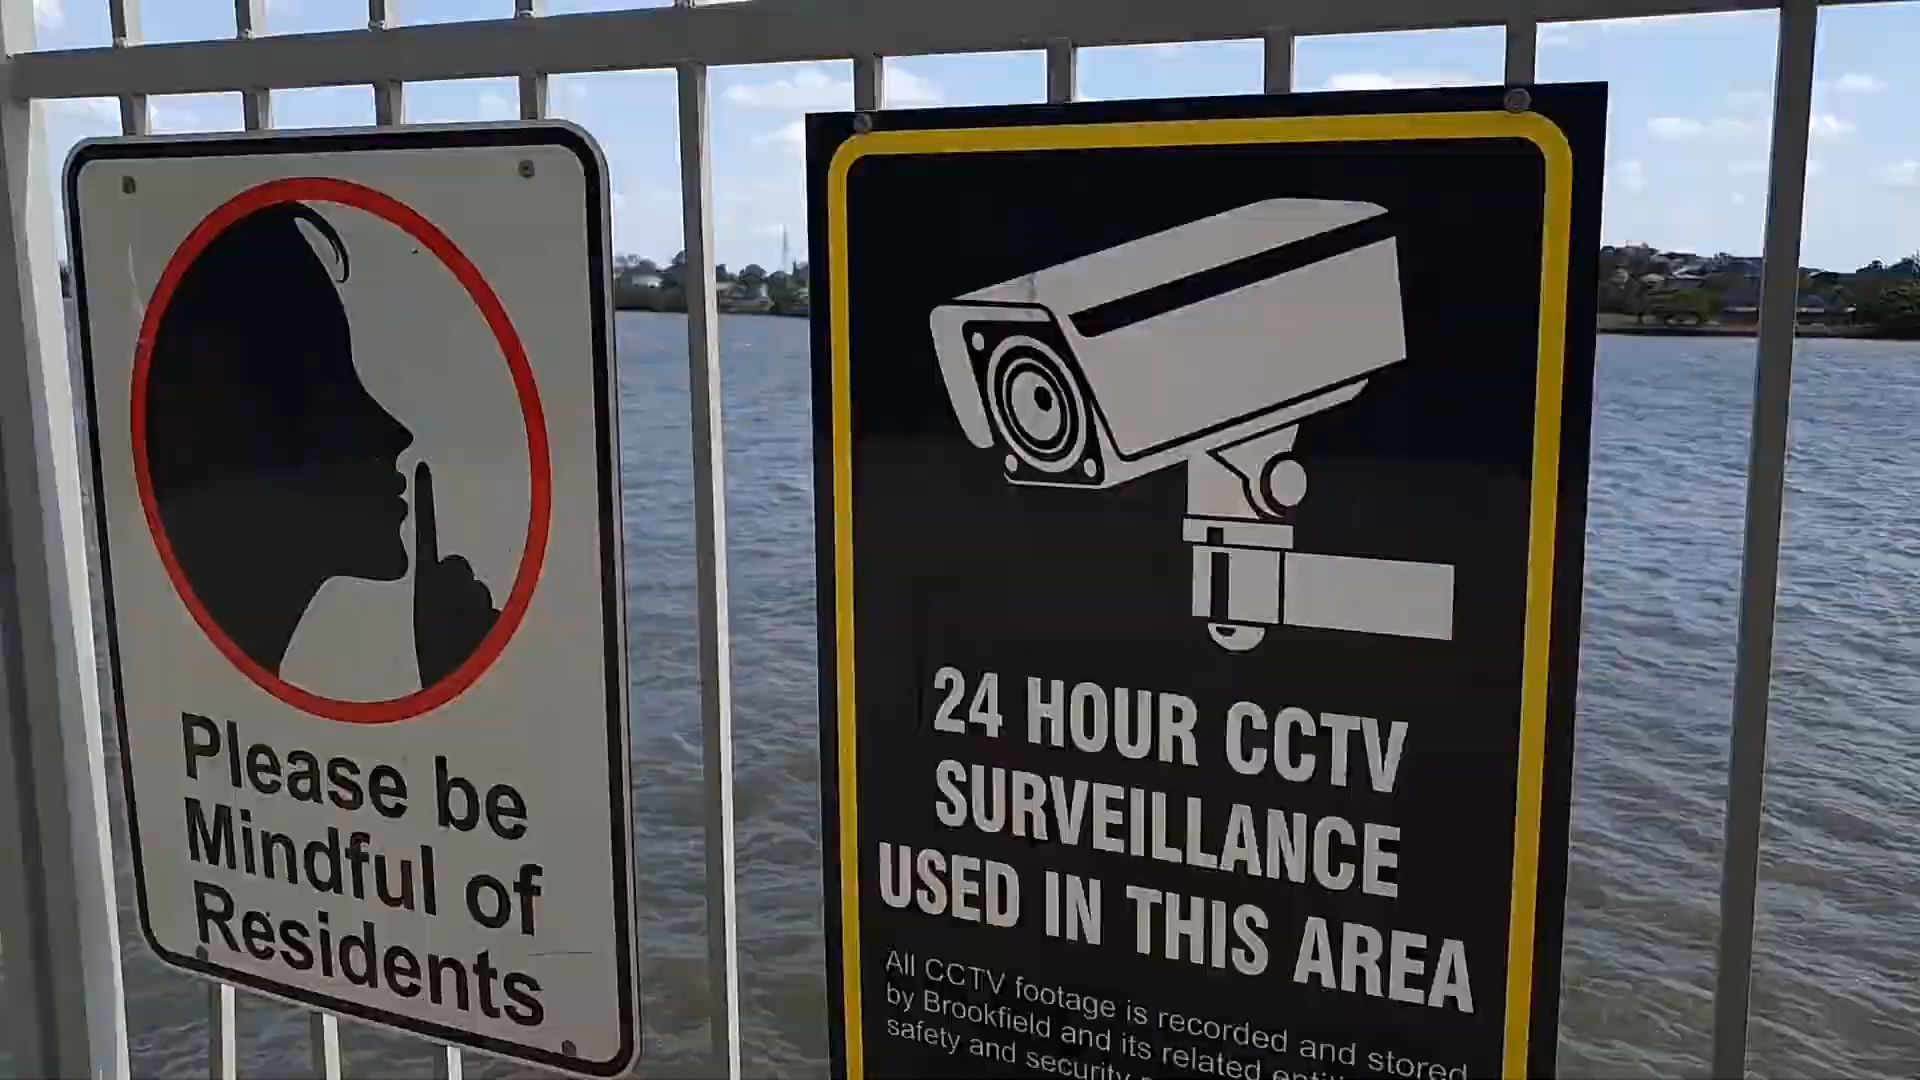 Please be
Mindful of
Residents
24 HOUR CCTV
SURVEILLANCE
USED IN THIS AREA
All CCTV footage is recorded and stored
by Brookfield and its related
safety and security